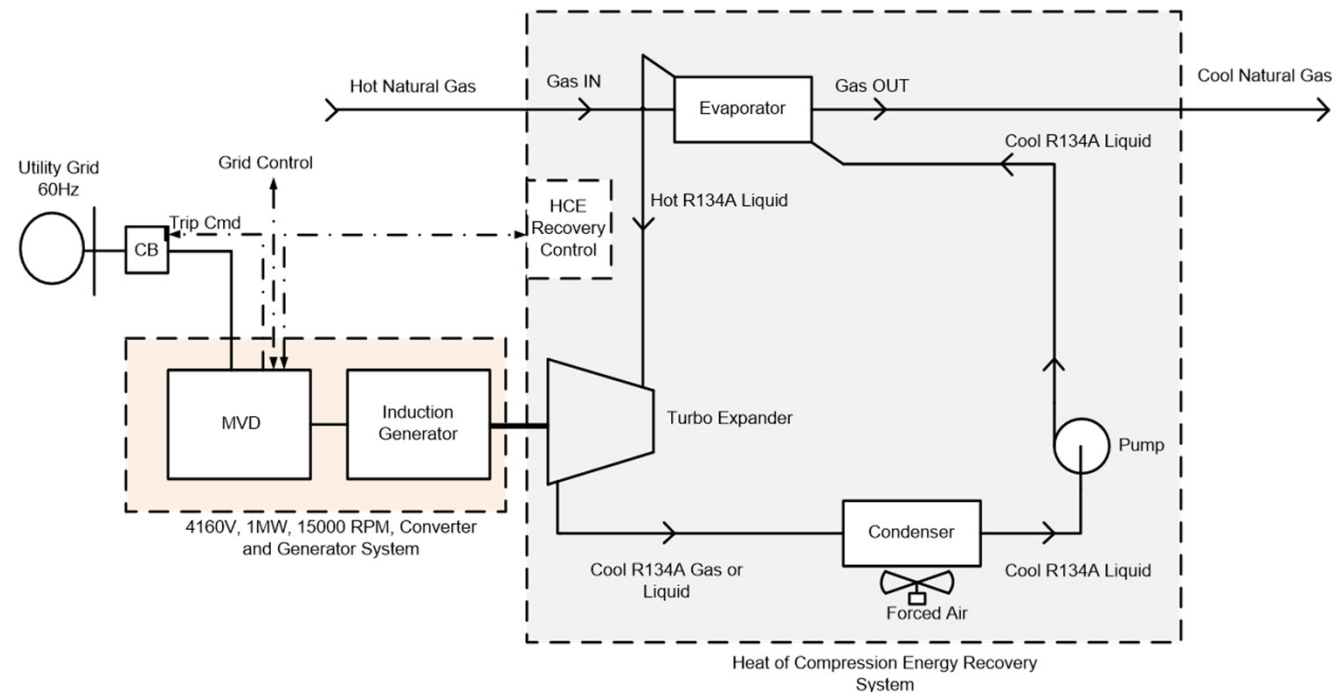 Hot Natural Gas
Gas IN
Evaporator
Gas OUT
Cool Natural Gas
Cool R134A Liquid
Grid Control
Utility Grid
60Hz
Trip Cmd
CB
HCE
Recovery
Control
Hot R134A Liquid
MVD
Induction
Generator
Turbo Expander
Pump
4160V, 1MW, 15000 RPM, Converter
and Generator System
Condenser
Cool R134A Gas or
Liquid
Cool R134A Liquid
Forced Air
Heat of Compression Energy Recovery
System